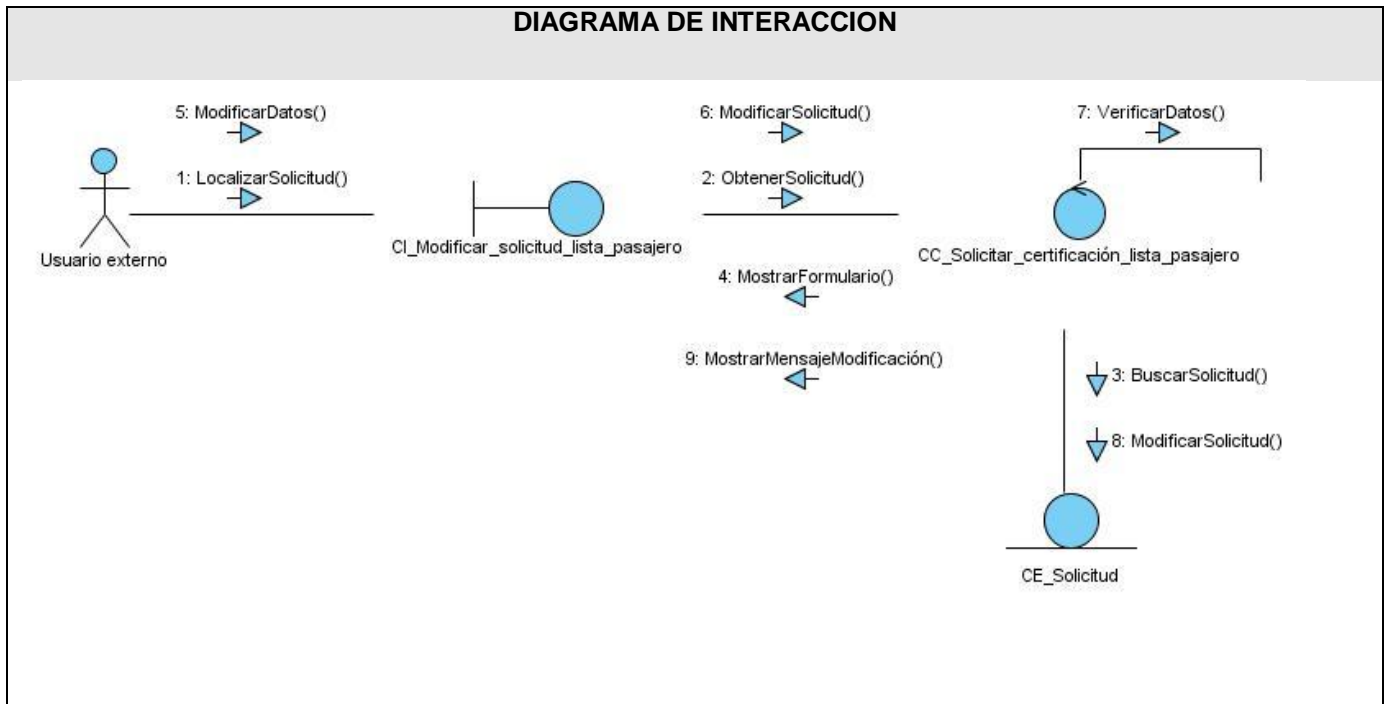 DIAGRAMA DE INTERACCION
5: ModificarDatos()
6: ModificarSolicitud()
7: VerificarDatos()
1: LocalizarSolicitud()
2: ObtenerSolicitud()
Usuario externo
CI_Modificar_solicitud_lista_pasajero
CC_Solicitar_certificación_lista_pasajero
4: MostrarFormulario()
9: MostrarMensajeModificación()
3: BuscarSolicitud()
8: ModificarSolicitud()
CE_Solicitud